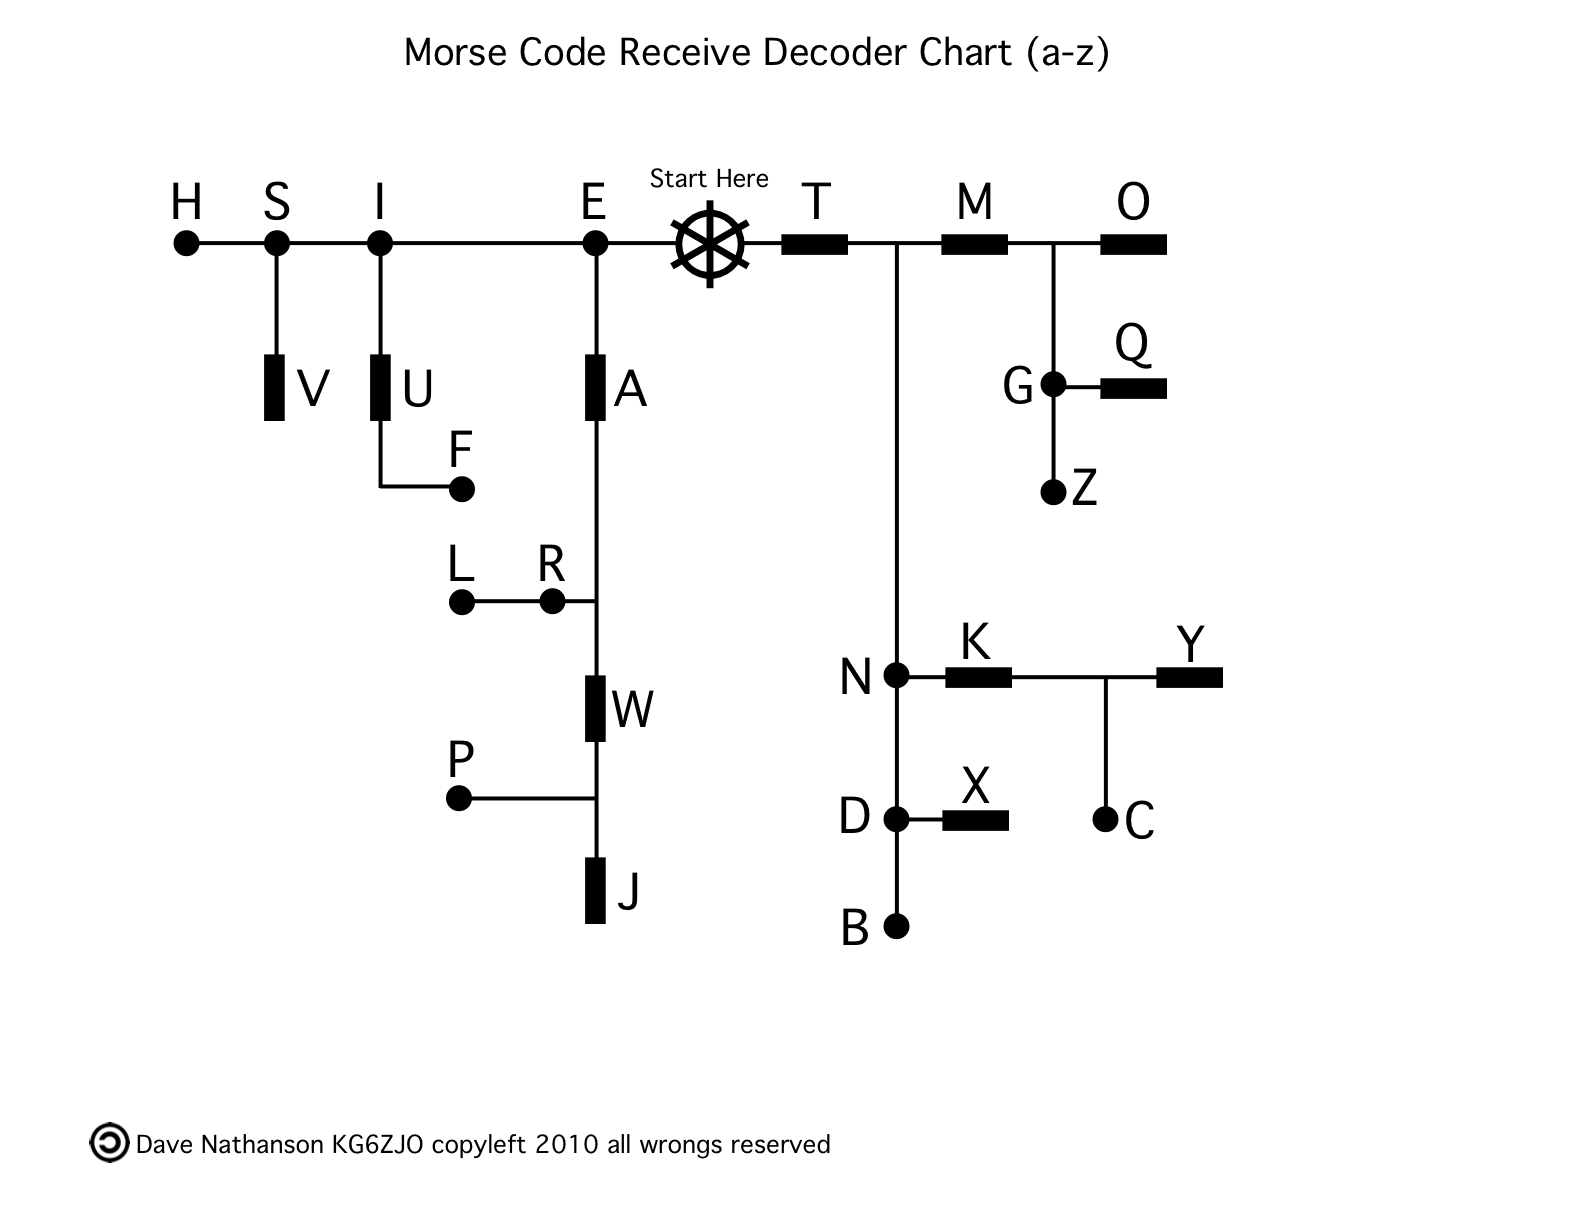 Morse Code Receive Decoder Chart (a-z)
Start Here
H S I E T M O
Q
V U A G
F
Z
L R
K Y
N
W
P
X
D C
J
B
Dave Nathanson KG6ZJO copyleft 2010 all wrongs reserved